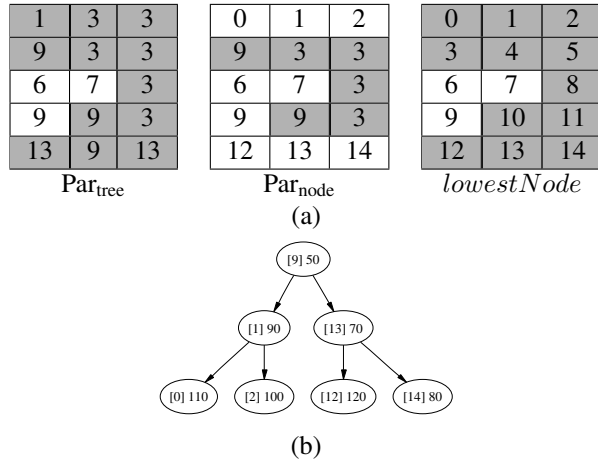 1 3 3 0 1 2 0 1 2
9 3 3 9 3 3 3 4 5
6 7 3 6 7 3 6 7 8
9 9 3 9 9 3 9 10 11
13 9 13 12 13 14 12 13 14
Par_tree Par_node lowestNode
(a)
[9] 50
[1] 90 [13] 70
[0] 110 [2] 100 [12] 120 [14] 80
(b)